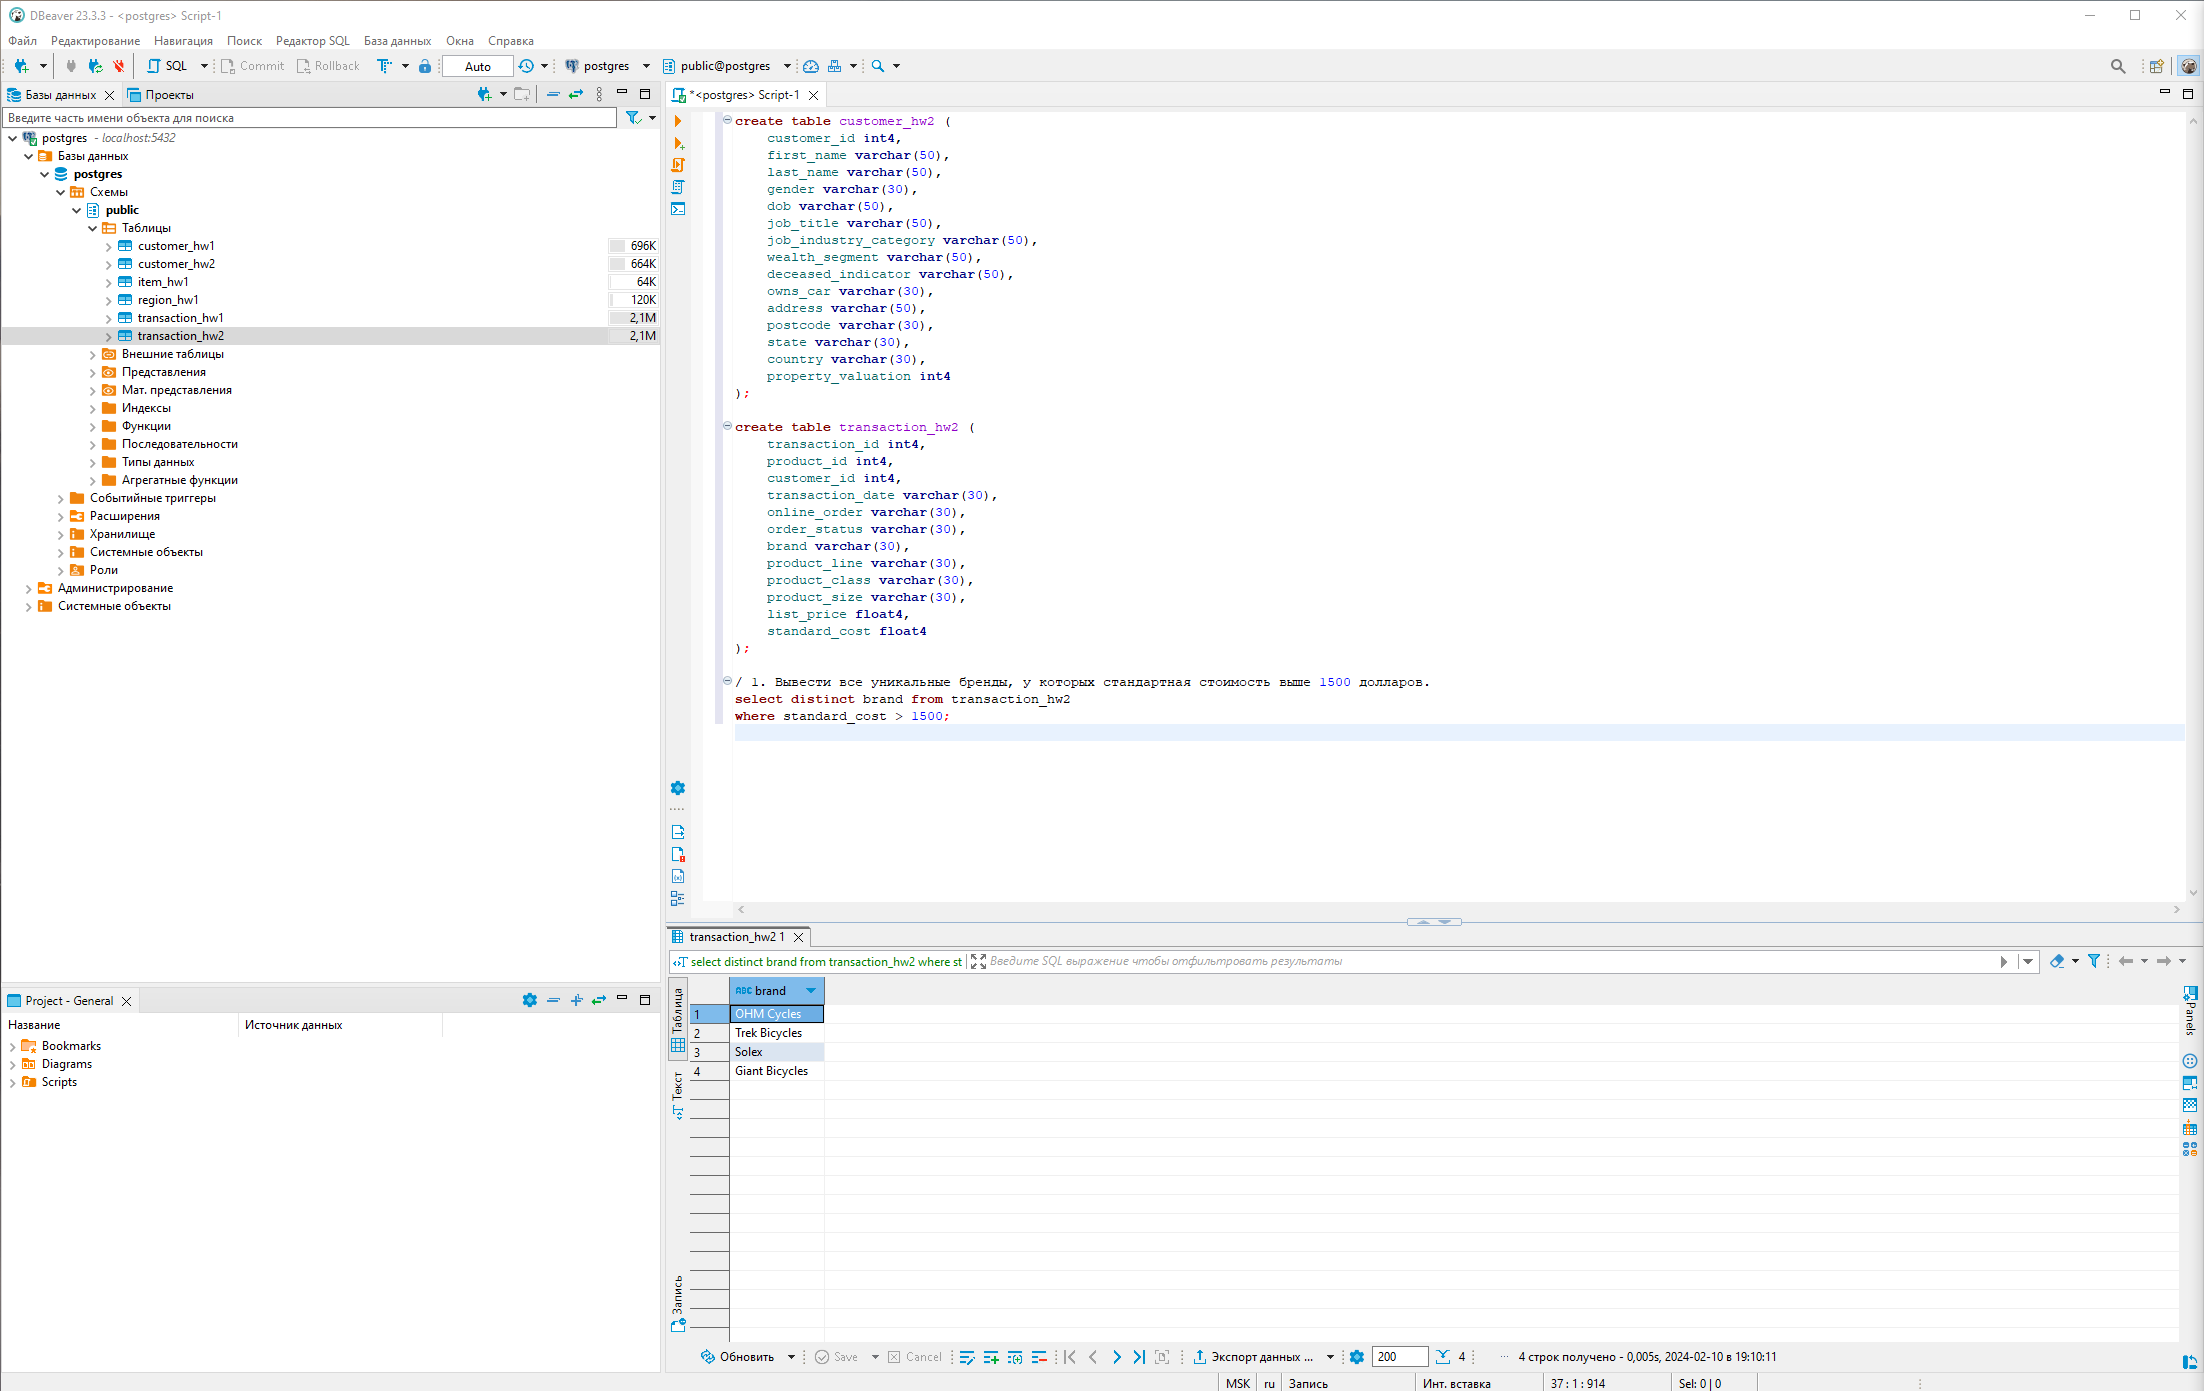 DBeaver 23.3.3 - <postgres> Script-1
Файл Редактирование Навигация Поиск Редактор SQL База данных Окна Справка
SQL Commit Rollback Auto postgres public@postgres
Базы данных Проекты
Введите часть имени объекта для поиска
postgres - localhost:5432
Базы данных
postgres
Схемы
public
Таблицы
customer_hw1 696K
customer_hw2 664K
item_hw1 64K
region_hw1 120K
transaction_hw1 2,1M
transaction_hw2 2,1M
Внешние таблицы
Представления
Мат. представления
Индексы
Функции
Последовательности
Типы данных
Агрегатные функции
Событийные триггеры
Расширения
Хранилище
Системные объекты
Роли
Администрирование
Системные объекты
Project - General
Название Источник данных
Bookmarks
Diagrams
Scripts
*<postgres> Script-1
create table customer_hw2 (
customer_id int4,
first_name varchar(50),
last_name varchar(50),
gender varchar(30),
dob varchar(50),
job_title varchar(50),
job_industry_category varchar(50),
wealth_segment varchar(50),
deceased_indicator varchar(50),
owns_car varchar(30),
address varchar(50),
postcode varchar(30),
state varchar(30),
country varchar(30),
property_valuation int4
);
create table transaction_hw2 (
transaction_id int4,
product_id int4,
customer_id int4,
transaction_date varchar(30),
online_order varchar(30),
order_status varchar(30),
brand varchar(30),
product_line varchar(30),
product_class varchar(30),
product_size varchar(30),
list_price float4,
standard_cost float4
);
/ 1. Вывести все уникальные бренды, у которых стандартная стоимость выше 1500 долларов.
select distinct brand from transaction_hw2
where standard_cost > 1500;
transaction_hw2 1
select distinct brand from transaction_hw2 where st Введите SQL выражение чтобы отфильтровать результаты
Таблица
Текст
Запись
ABC brand
1 OHM Cycles
2 Trek Bicycles
3 Solex
4 Giant Bicycles
Panels
Обновить Save Cancel Экспорт данных ... 200 4 4 строк получено - 0,005s, 2024-02-10 в 19:10:11
MSK ru Запись Инт. вставка 37 : 1 : 914 Sel: 0 | 0